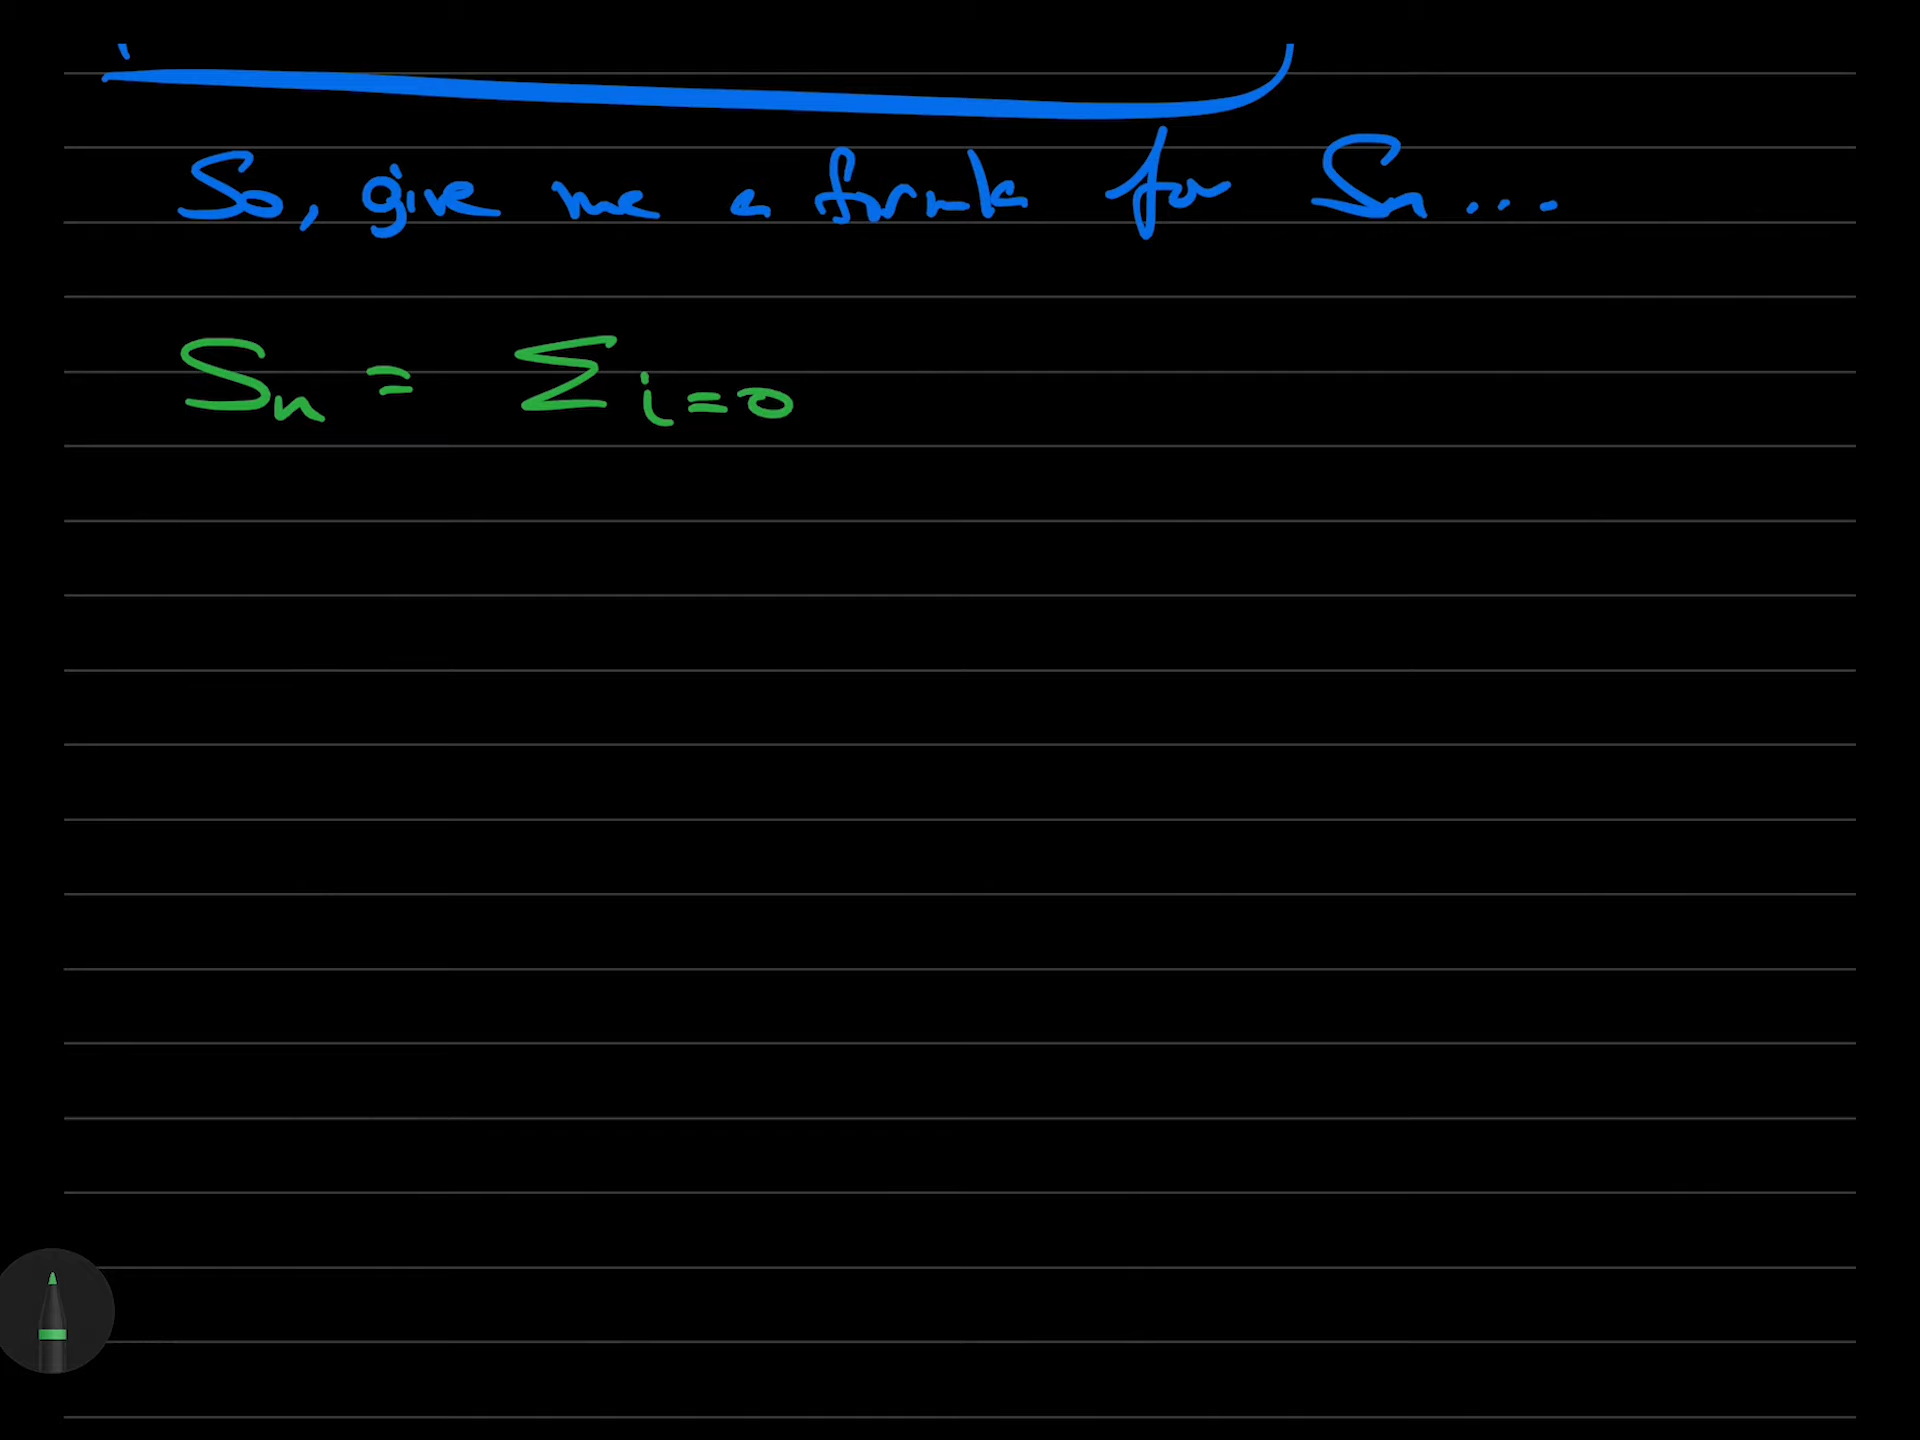 So, give me a formula for Sn...
Sn = Σ i=0